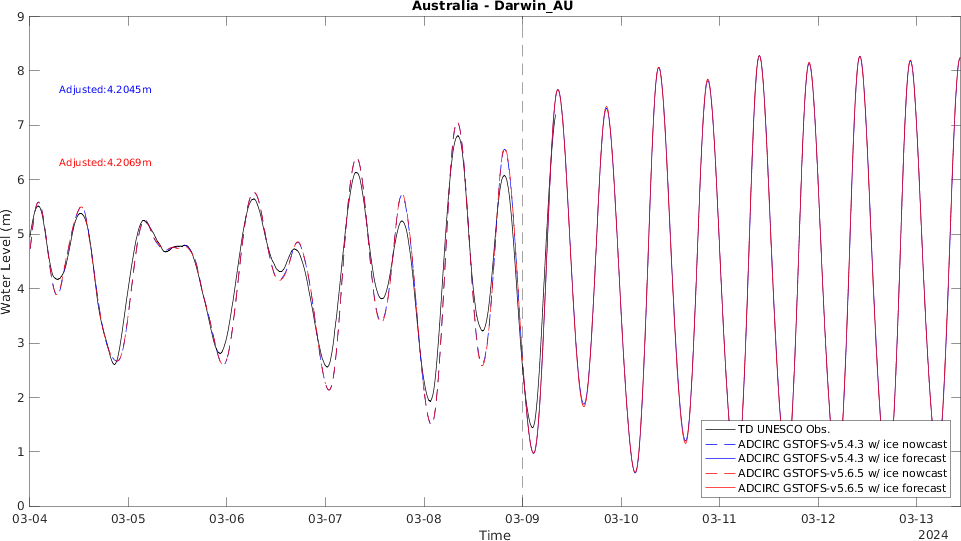 Australia - Darwin_AU
9
8
7
6
5
4
3
2
1
0
Water Level (m)
Adjusted:4.2045m
Adjusted:4.2069m
TD UNESCO Obs.
ADCIRC GSTOFS-v5.4.3 w/ ice nowcast
ADCIRC GSTOFS-v5.4.3 w/ ice forecast
ADCIRC GSTOFS-v5.6.5 w/ ice nowcast
ADCIRC GSTOFS-v5.6.5 w/ ice forecast
03-04 03-05 03-06 03-07 03-08 03-09 03-10 03-11 03-12 03-13
Time
2024